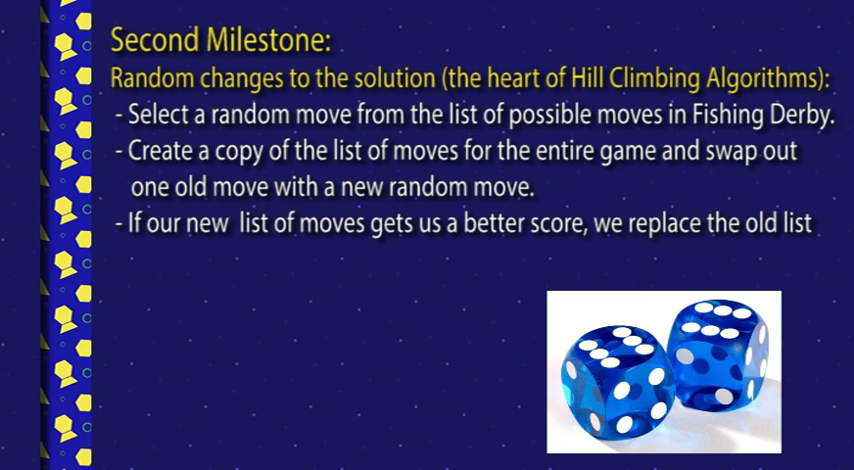 Second Milestone:
Random changes to the solution (the heart of Hill Climbing Algorithms):
- Select a random move from the list of possible moves in Fishing Derby.
- Create a copy of the list of moves for the entire game and swap out
one old move with a new random move.
- If our new list of moves gets us a better score, we replace the old list